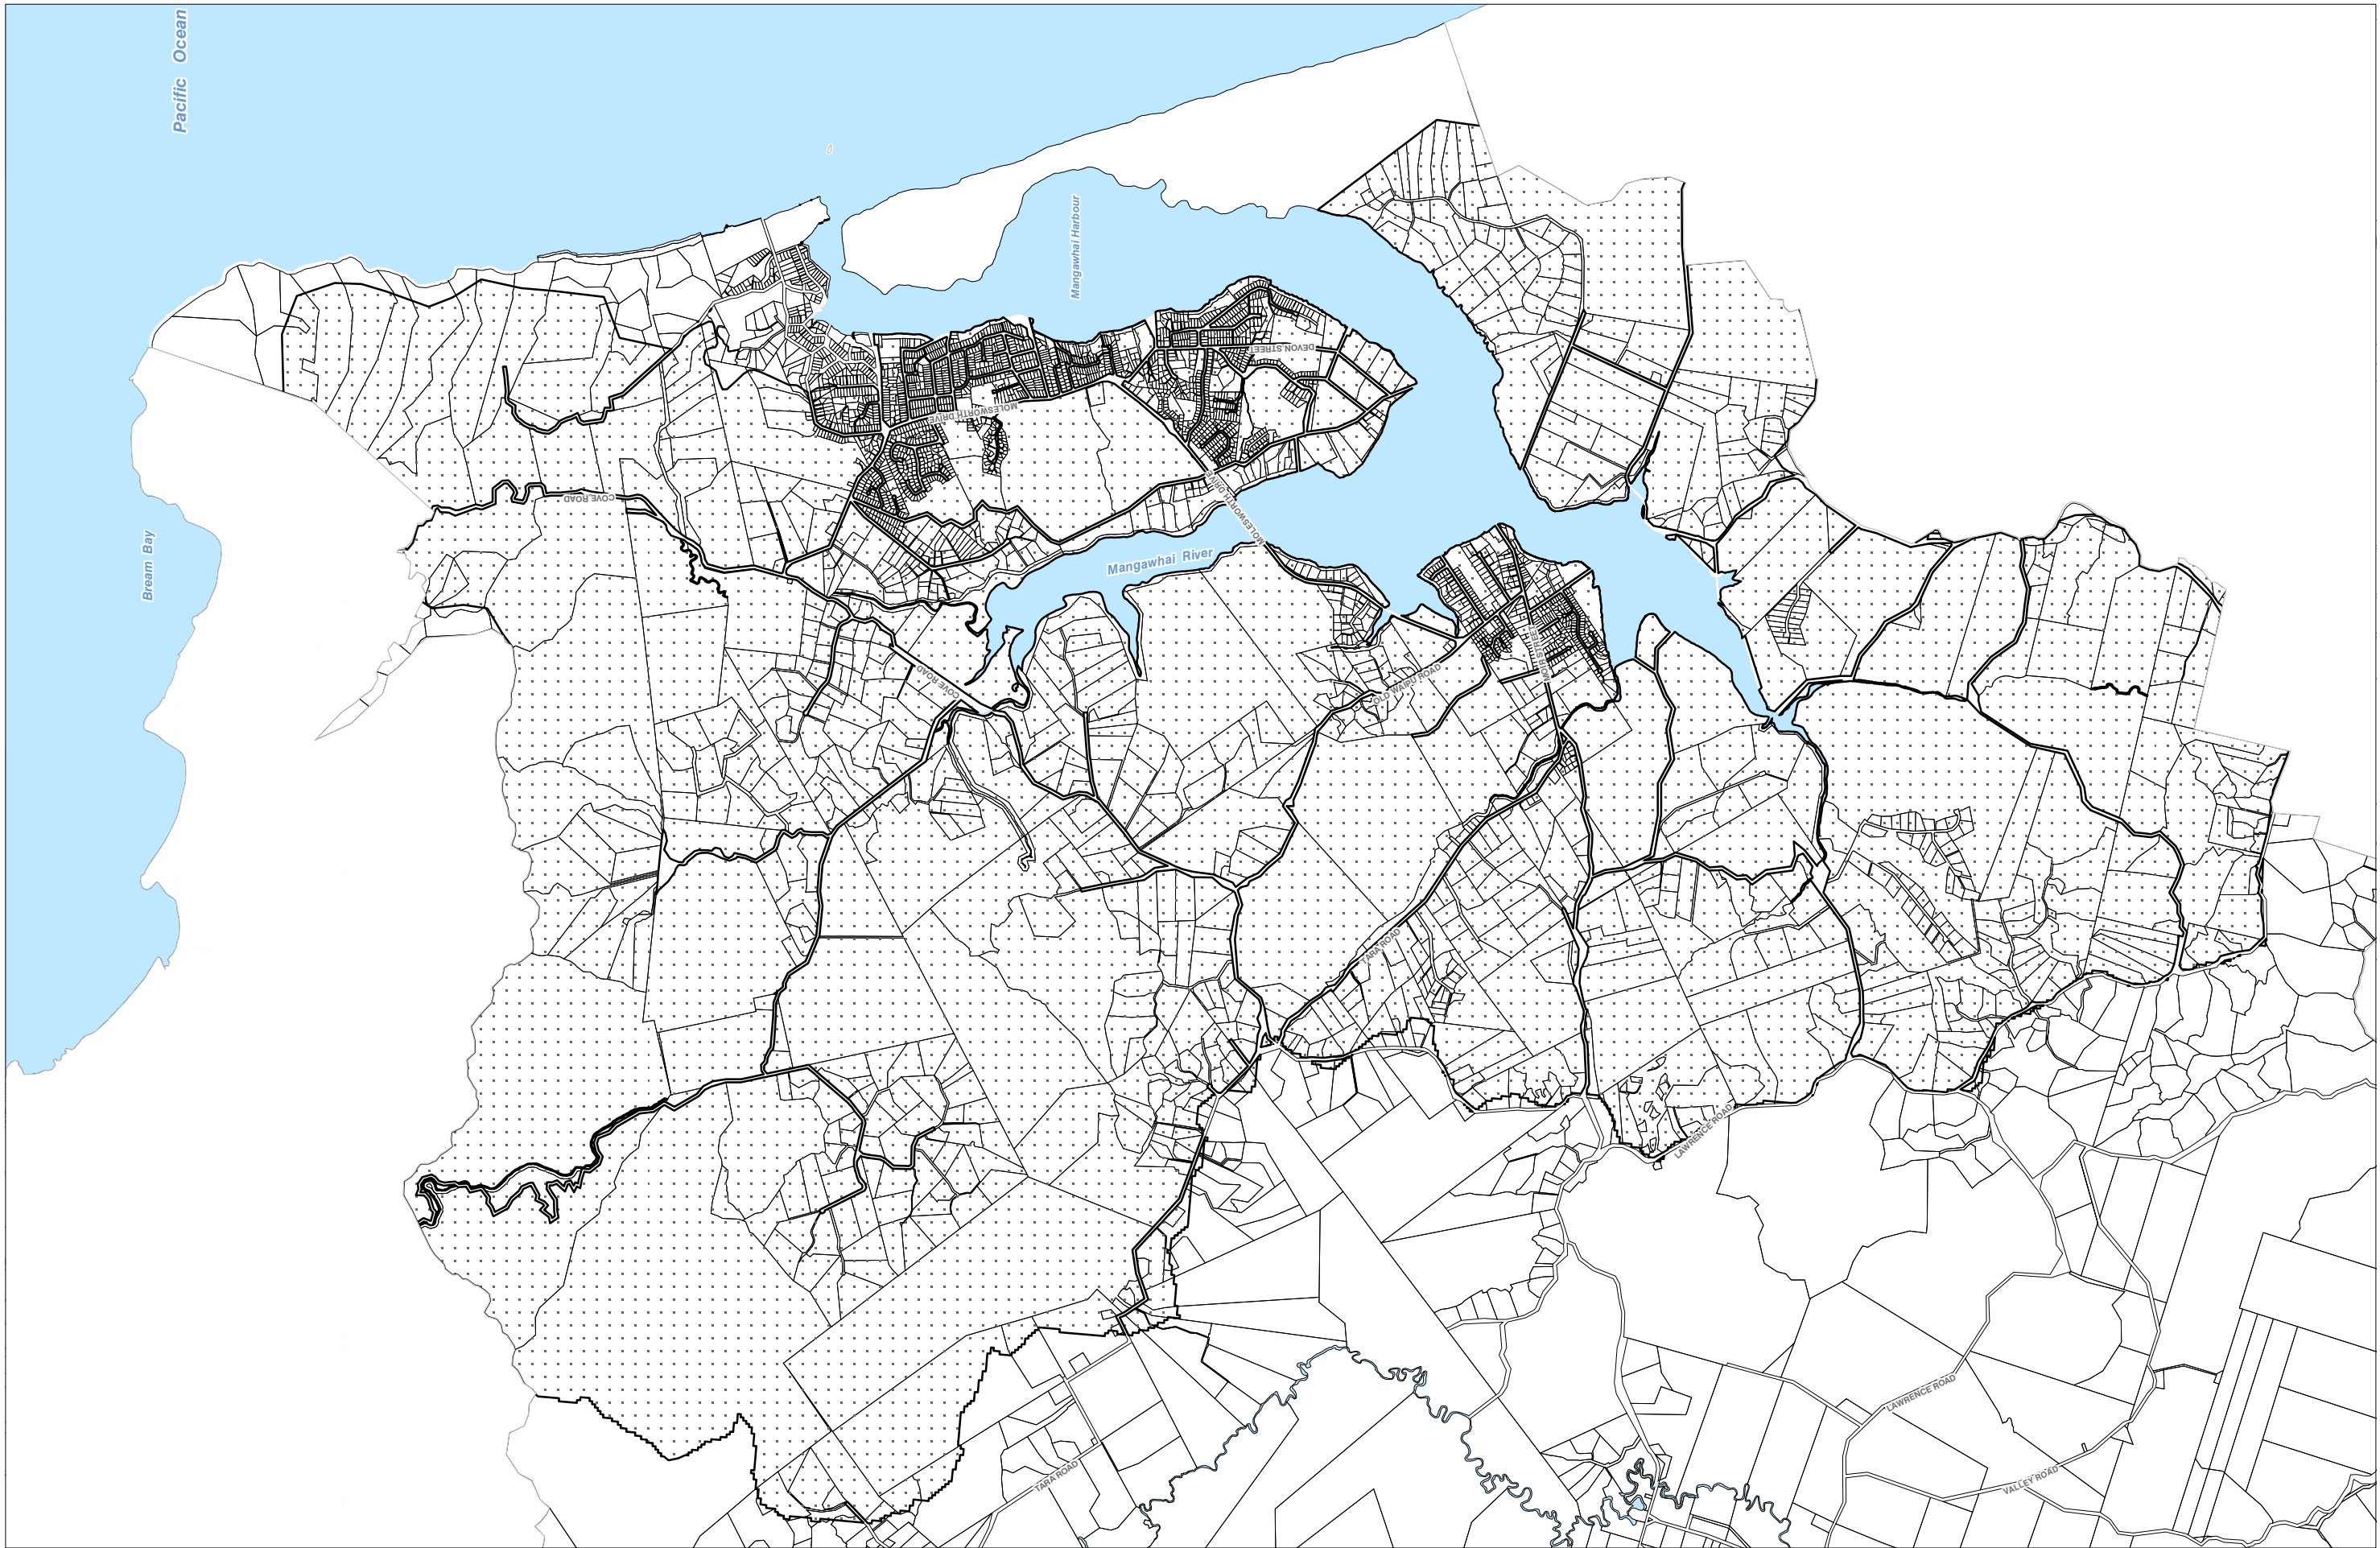 Pacific Ocean
Mangawhai Harbour
DEVON STREET
MOLESWORTH DRIVE
COVE ROAD
MOLESWORTH DRIVE
Bream Bay
Mangawhai River
COVE ROAD
OLD WAIPU ROAD
TARA ROAD
LAWRENCE ROAD
LAWRENCE ROAD
TARA ROAD
VALLEY ROAD